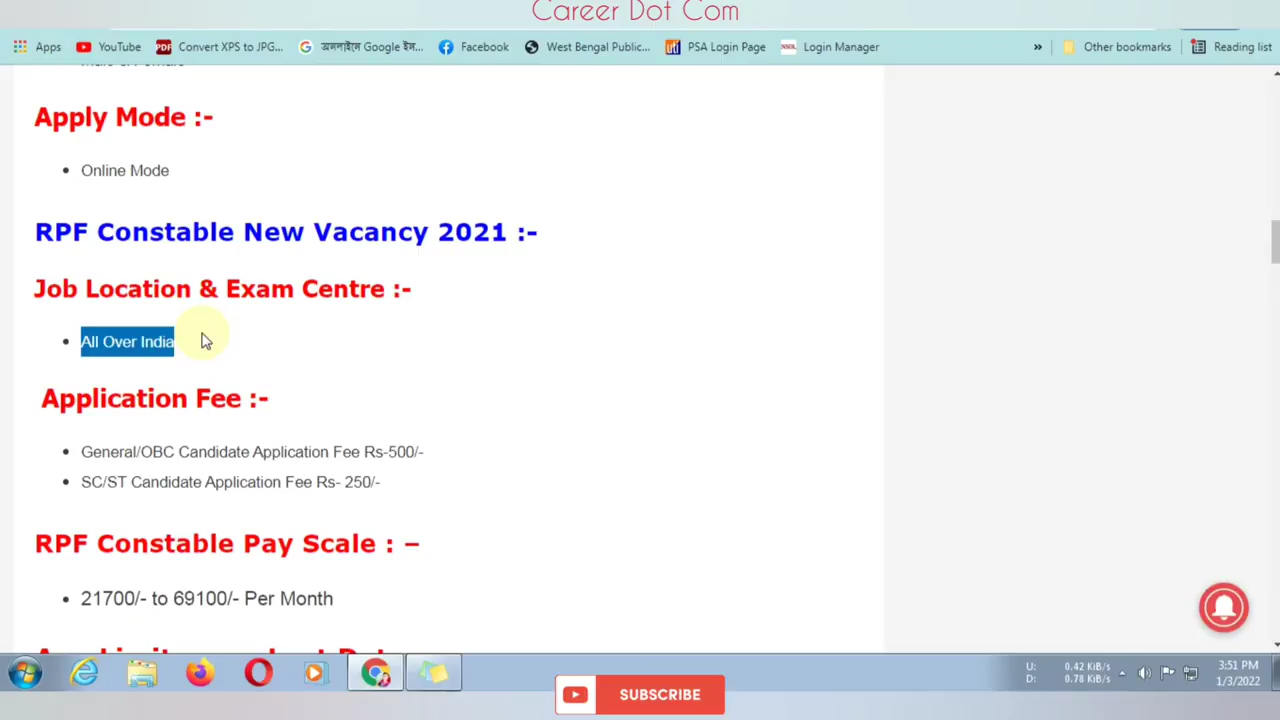 Career Dot Com
Apps YouTube Convert XPS to JPG... অনলাইনে Google ইন... Facebook West Bengal Public... PSA Login Page Login Manager » Other bookmarks Reading list
Apply Mode :-
• Online Mode
RPF Constable New Vacancy 2021 :-
Job Location & Exam Centre :-
• All Over India
Application Fee :-
• General/OBC Candidate Application Fee Rs-500/-
• SC/ST Candidate Application Fee Rs- 250/-
RPF Constable Pay Scale : –
• 21700/- to 69100/- Per Month
U: 0.42 KiB/s
D: 0.78 KiB/s
3:51 PM
1/3/2022
SUBSCRIBE